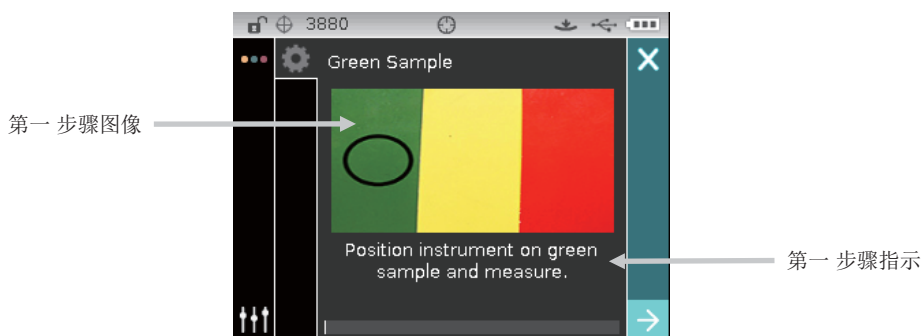 3880
Green Sample
第一 步骤图像
Position instrument on green
sample and measure.
第一 步骤指示